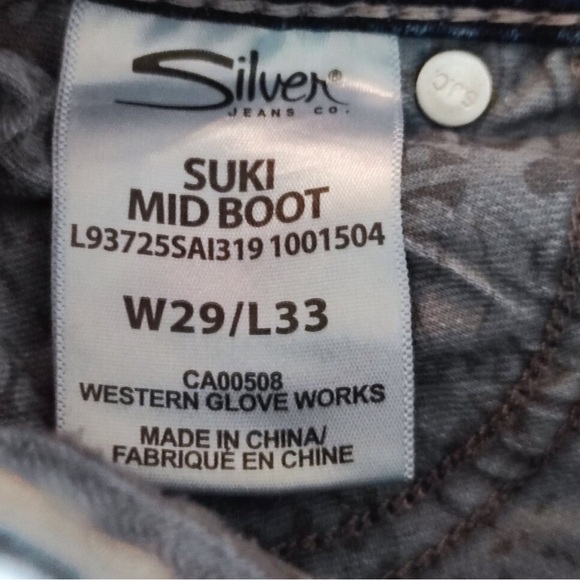 Silver®
JEANS CO.
SJC
SUKI
MID BOOT
L93725SAI319 1001504
W29/L33
CA00508
WESTERN GLOVE WORKS
MADE IN CHINA/
FABRIQUÉ EN CHINE